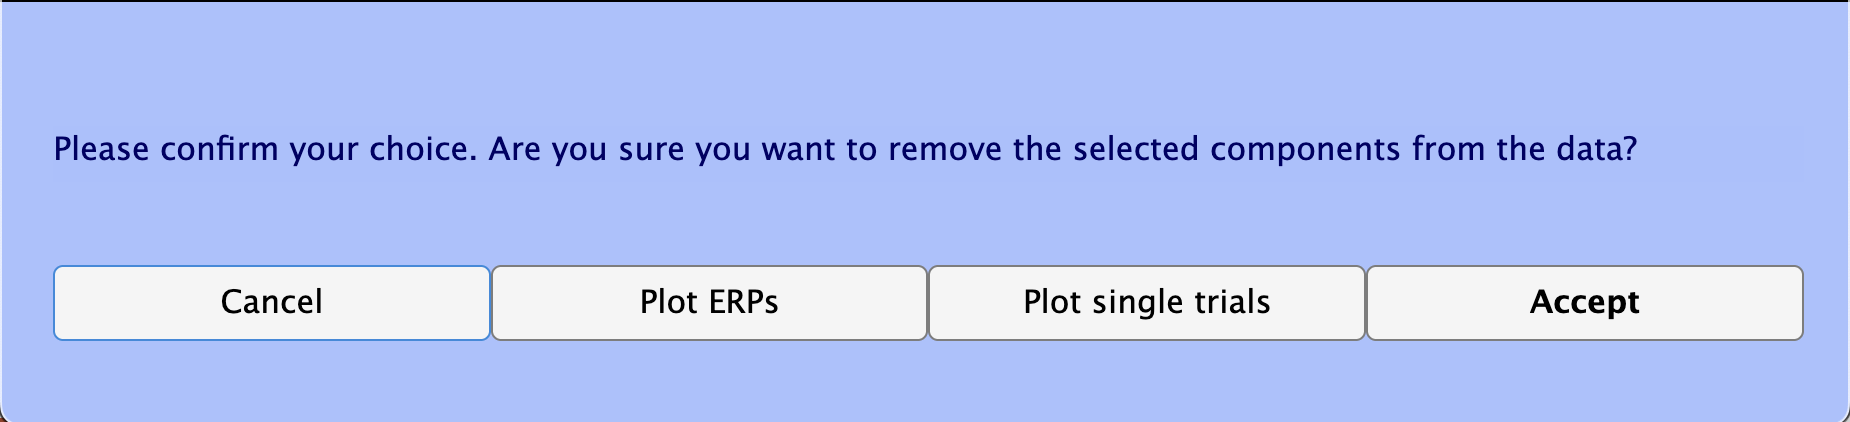 Please confirm your choice. Are you sure you want to remove the selected components from the data?
Cancel
Plot ERPs
Plot single trials
Accept